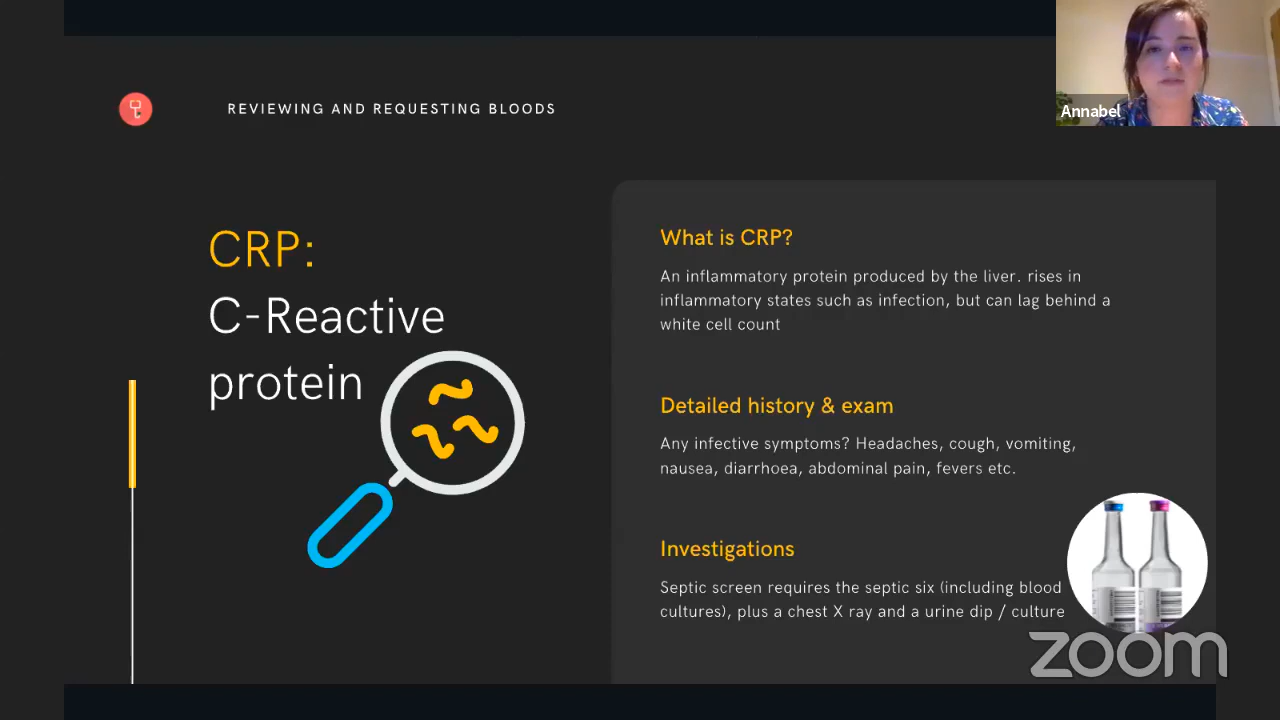 REVIEWING AND REQUESTING BLOODS
Annabel
CRP:
C-Reactive
protein
What is CRP?
An inflammatory protein produced by the liver. rises in
inflammatory states such as infection, but can lag behind a
white cell count
Detailed history & exam
Any infective symptoms? Headaches, cough, vomiting,
nausea, diarrhoea, abdominal pain, fevers etc.
Investigations
Septic screen requires the septic six (including blood
cultures), plus a chest X ray and a urine dip / culture
zoom